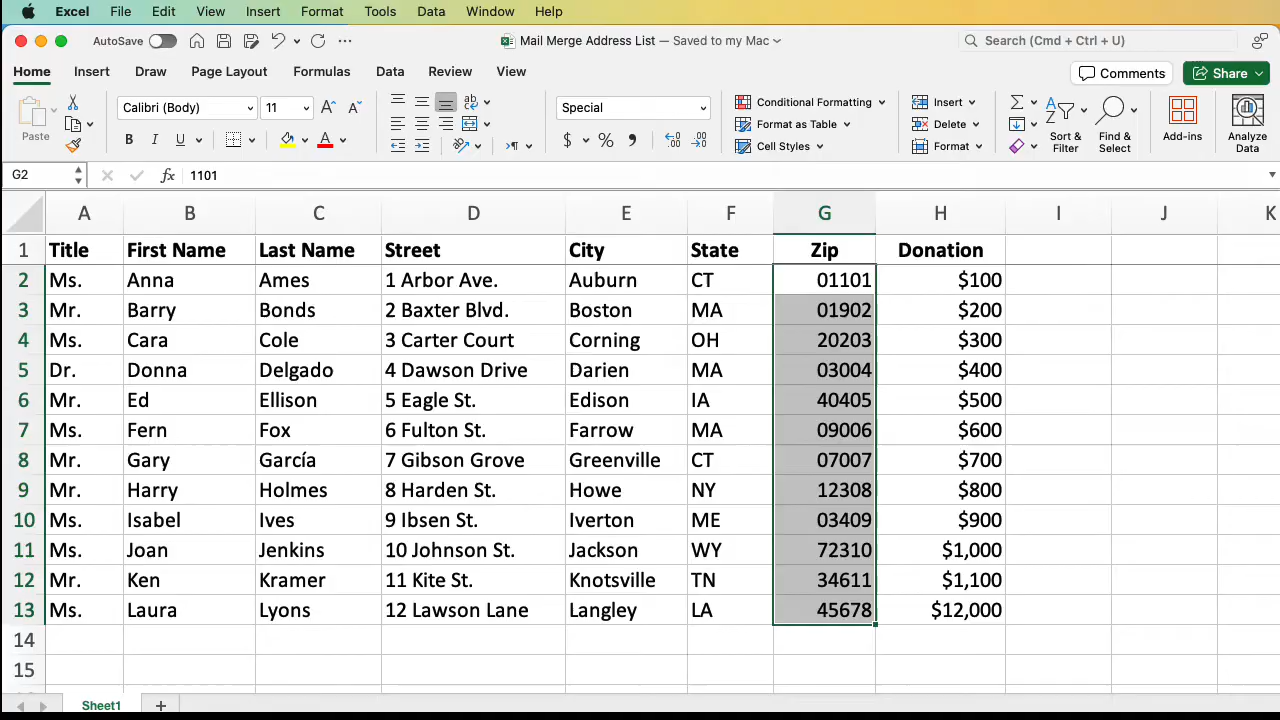 Excel File Edit View Insert Format Tools Data Window Help
AutoSave Mail Merge Address List — Saved to my Mac Search (Cmd + Ctrl + U)
Home Insert Draw Page Layout Formulas Data Review View Comments Share
Paste Calibri (Body) 11 A A ab Special Conditional Formatting Insert Σ Sort & Filter Find & Select Add-ins Analyze Data
Format as Table Delete
B I U A $ % , Cell Styles Format
G2 fx 1101
A B C D E F G H I J K
1 Title First Name Last Name Street City State Zip Donation
2 Ms. Anna Ames 1 Arbor Ave. Auburn CT 01101 $100
3 Mr. Barry Bonds 2 Baxter Blvd. Boston MA 01902 $200
4 Ms. Cara Cole 3 Carter Court Corning OH 20203 $300
5 Dr. Donna Delgado 4 Dawson Drive Darien MA 03004 $400
6 Mr. Ed Ellison 5 Eagle St. Edison IA 40405 $500
7 Ms. Fern Fox 6 Fulton St. Farrow MA 09006 $600
8 Mr. Gary García 7 Gibson Grove Greenville CT 07007 $700
9 Mr. Harry Holmes 8 Harden St. Howe NY 12308 $800
10 Ms. Isabel Ives 9 Ibsen St. Iverton ME 03409 $900
11 Ms. Joan Jenkins 10 Johnson St. Jackson WY 72310 $1,000
12 Mr. Ken Kramer 11 Kite St. Knotsville TN 34611 $1,100
13 Ms. Laura Lyons 12 Lawson Lane Langley LA 45678 $12,000
14
15
Sheet1 +